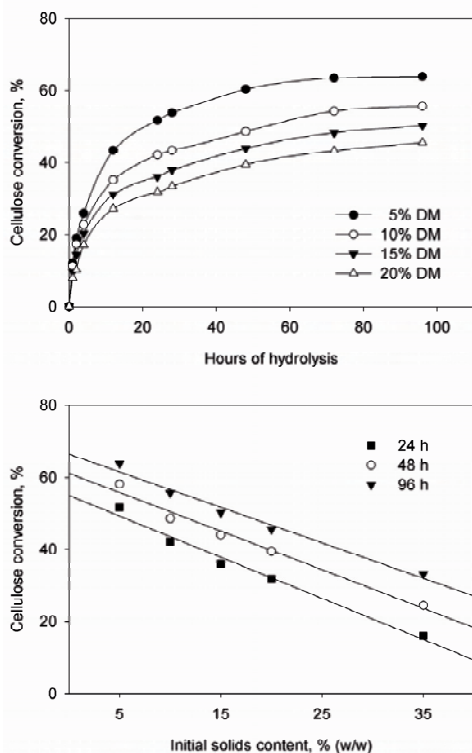 80
60
40
20
0
Cellulose conversion, %
5% DM
10% DM
15% DM
20% DM
0 20 40 60 80 100
Hours of hydrolysis
80
60
40
20
0
Cellulose conversion, %
24 h
48 h
96 h
5 15 25 35
Initial solids content, % (w/w)